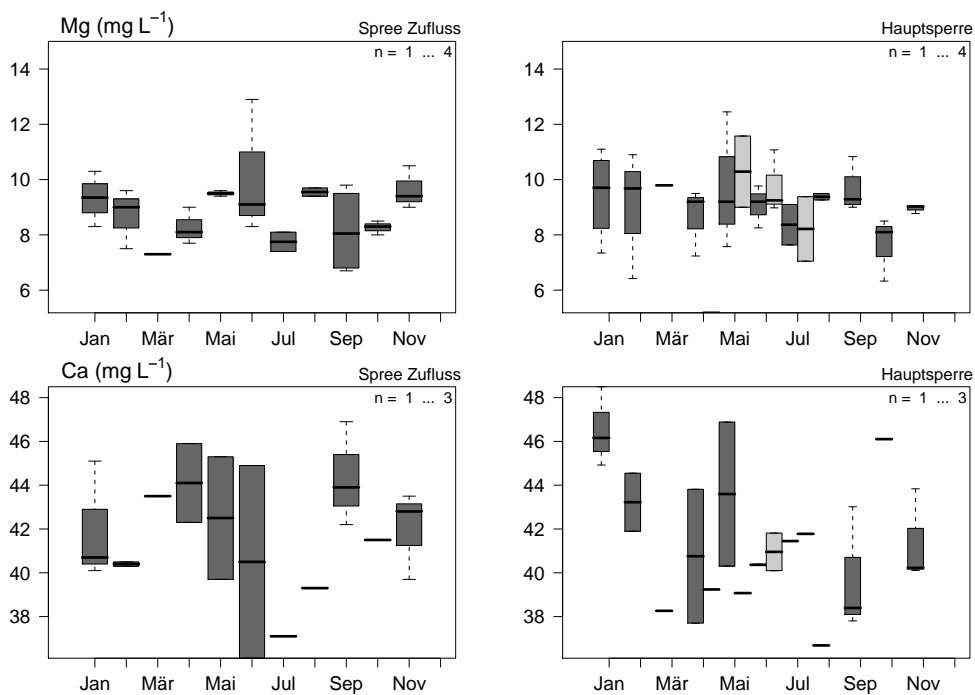 Mg (mg L⁻¹)
Spree Zufluss
n = 1 ... 4
14
12
10
8
6
Jan Mär Mai Jul Sep Nov
Hauptsperre
n = 1 ... 4
14
12
10
8
6
Jan Mär Mai Jul Sep Nov
Ca (mg L⁻¹)
Spree Zufluss
n = 1 ... 3
48
46
44
42
40
38
Jan Mär Mai Jul Sep Nov
Hauptsperre
n = 1 ... 3
48
46
44
42
40
38
Jan Mär Mai Jul Sep Nov